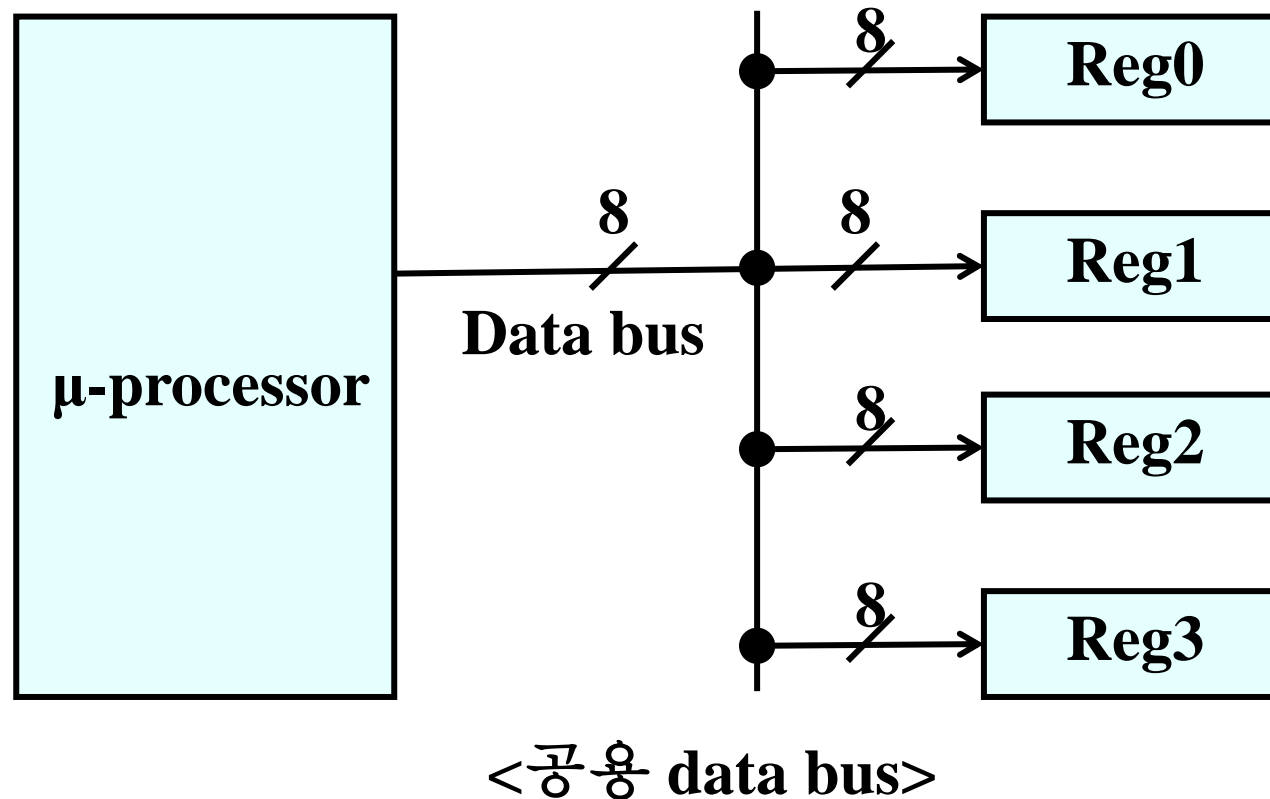 8
Reg0
8
8
Reg1
Data bus
μ-processor
8
Reg2
8
Reg3
<공용 data bus>